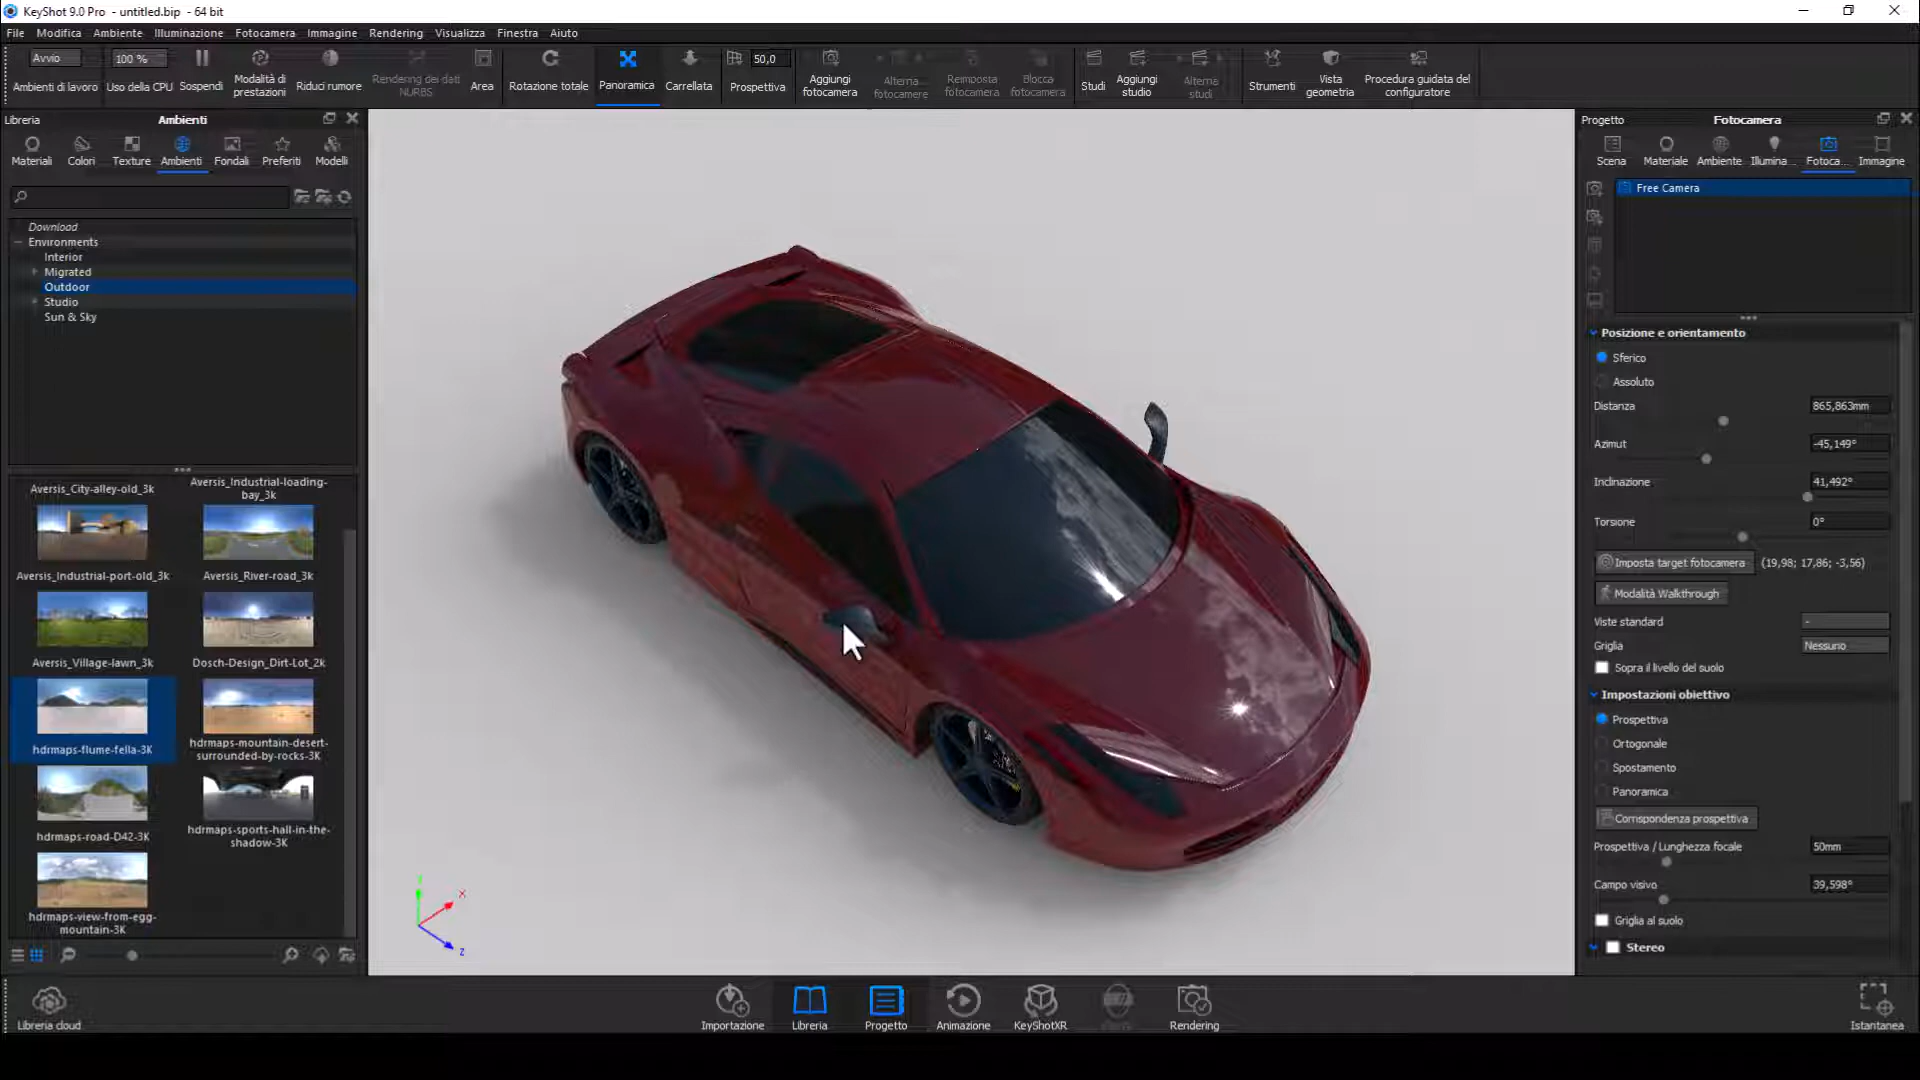 KeyShot 9.0 Pro - untitled.bip - 64 bit
File Modifica Ambiente Illuminazione Fotocamera Immagine Rendering Visualizza Finestra Aiuto
Avvio
Ambienti di lavoro
100 %
Uso della CPU
Sospendi
Modalità di
prestazioni
Riduci rumore
Rendering dei dati
NURBS
Area
Rotazione totale
Panoramica
Carrellata
50,0
Prospettiva
Aggiungi
fotocamera
Alterna
fotocamere
Reimposta
fotocamera
Blocca
fotocamera
Studi
Aggiungi
studio
Alterna
studi
Strumenti
Vista
geometria
Procedura guidata del
configuratore
Libreria
Ambienti
Materiali Colori Texture Ambienti Fondali Preferiti Modelli
Download
Environments
Interior
Migrated
Outdoor
Studio
Sun & Sky
Aversis_City-alley-old_3k
Aversis_Industrial-loading-
bay_3k
Aversis_Industrial-port-old_3k
Aversis_River-road_3k
Aversis_Village-lawn_3k
Dosch-Design_Dirt-Lot_2k
hdrmaps-flume-fella-3K
hdrmaps-mountain-desert-
surrounded-by-rocks-3K
hdrmaps-road-D42-3K
hdrmaps-sports-hall-in-the-
shadow-3K
hdrmaps-view-from-egg-
mountain-3K
Y
X
Z
Progetto
Fotocamera
Scena Materiale Ambiente Illumina... Fotoca... Immagine
Free Camera
Posizione e orientamento
Sferico
Assoluto
Distanza 865,863mm
Azimut -45,149°
Inclinazione 41,492°
Torsione 0°
Imposta target fotocamera (19,98; 17,86; -3,56)
Modalità Walkthrough
Viste standard -
Griglia Nessuno
Sopra il livello del suolo
Impostazioni obiettivo
Prospettiva
Ortogonale
Spostamento
Panoramica
Corrispondenza prospettiva
Prospettiva / Lunghezza focale 50mm
Campo visivo 39,598°
Griglia al suolo
Stereo
Libreria cloud
Importazione
Libreria
Progetto
Animazione
KeyShotXR
Rendering
Istantanea